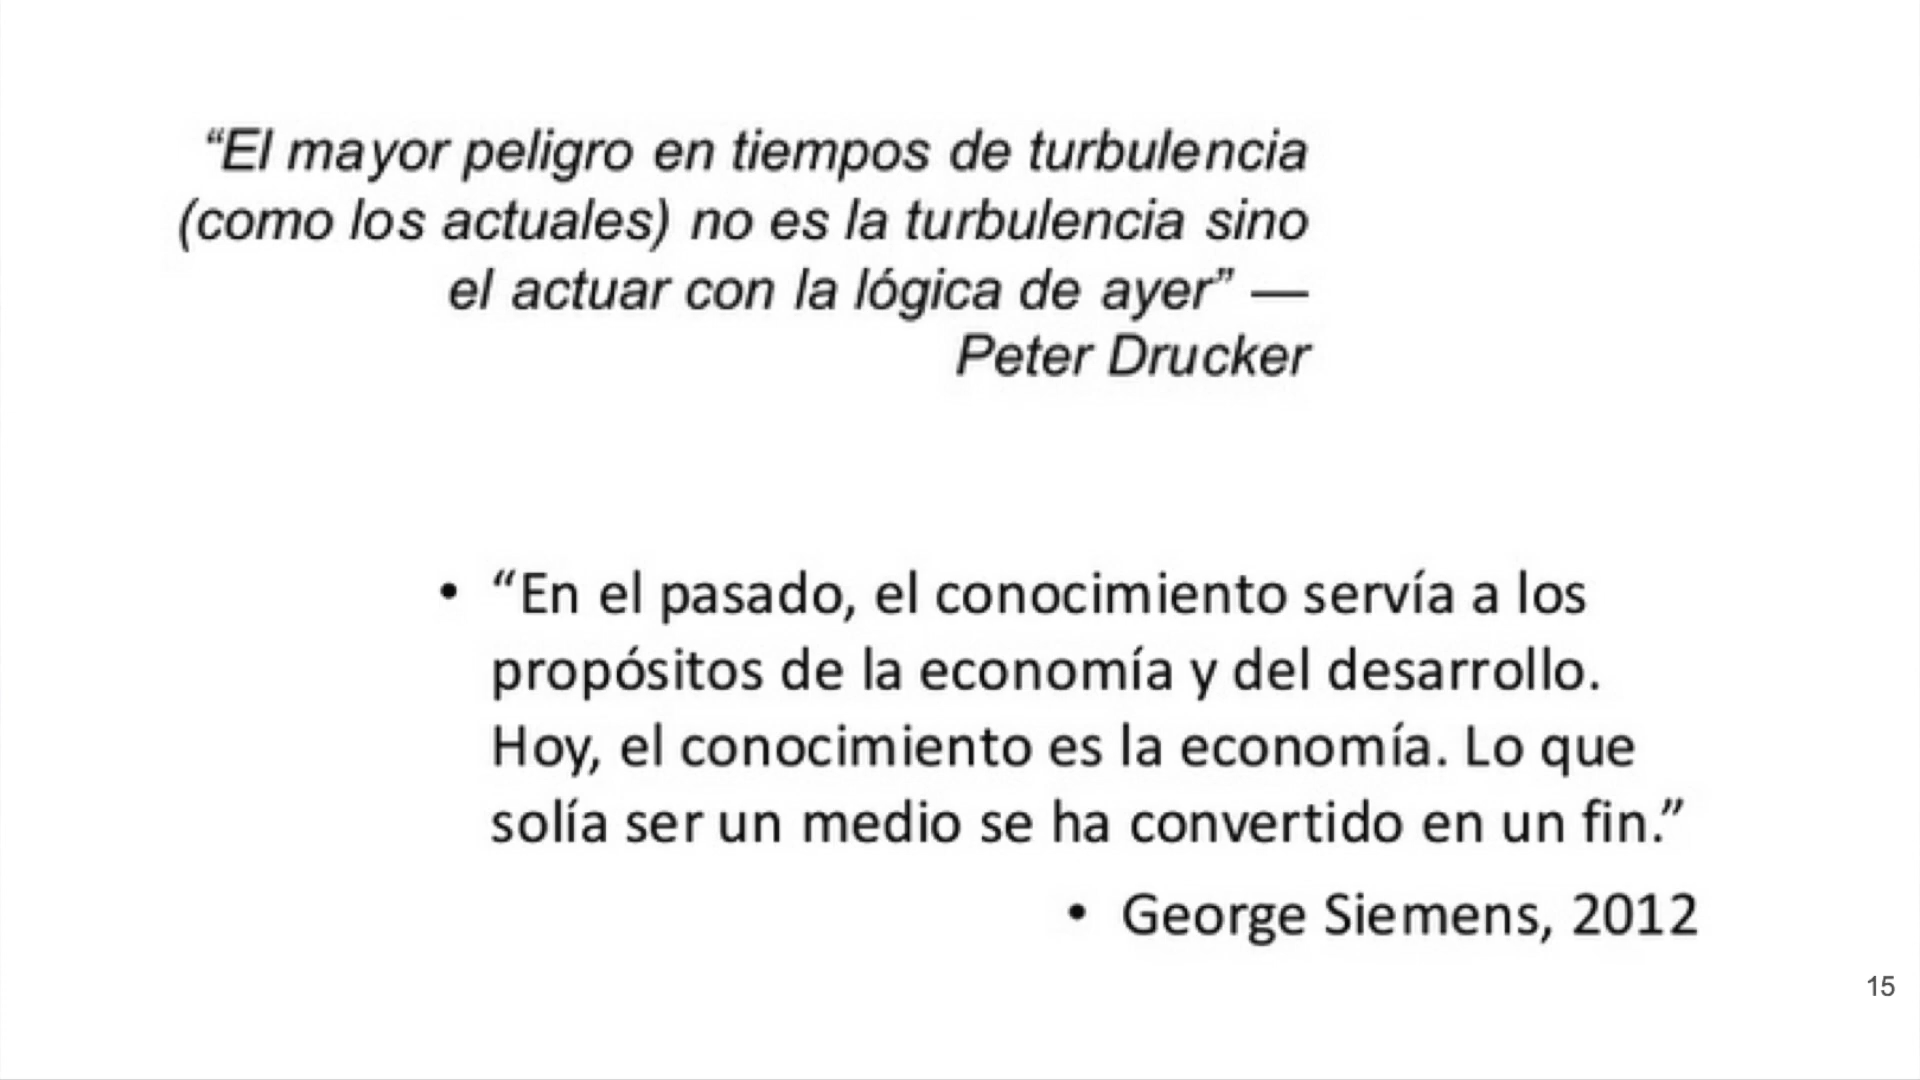 “El mayor peligro en tiempos de turbulencia
(como los actuales) no es la turbulencia sino
el actuar con la lógica de ayer” —
Peter Drucker
• “En el pasado, el conocimiento servía a los
propósitos de la economía y del desarrollo.
Hoy, el conocimiento es la economía. Lo que
solía ser un medio se ha convertido en un fin.”
• George Siemens, 2012
15